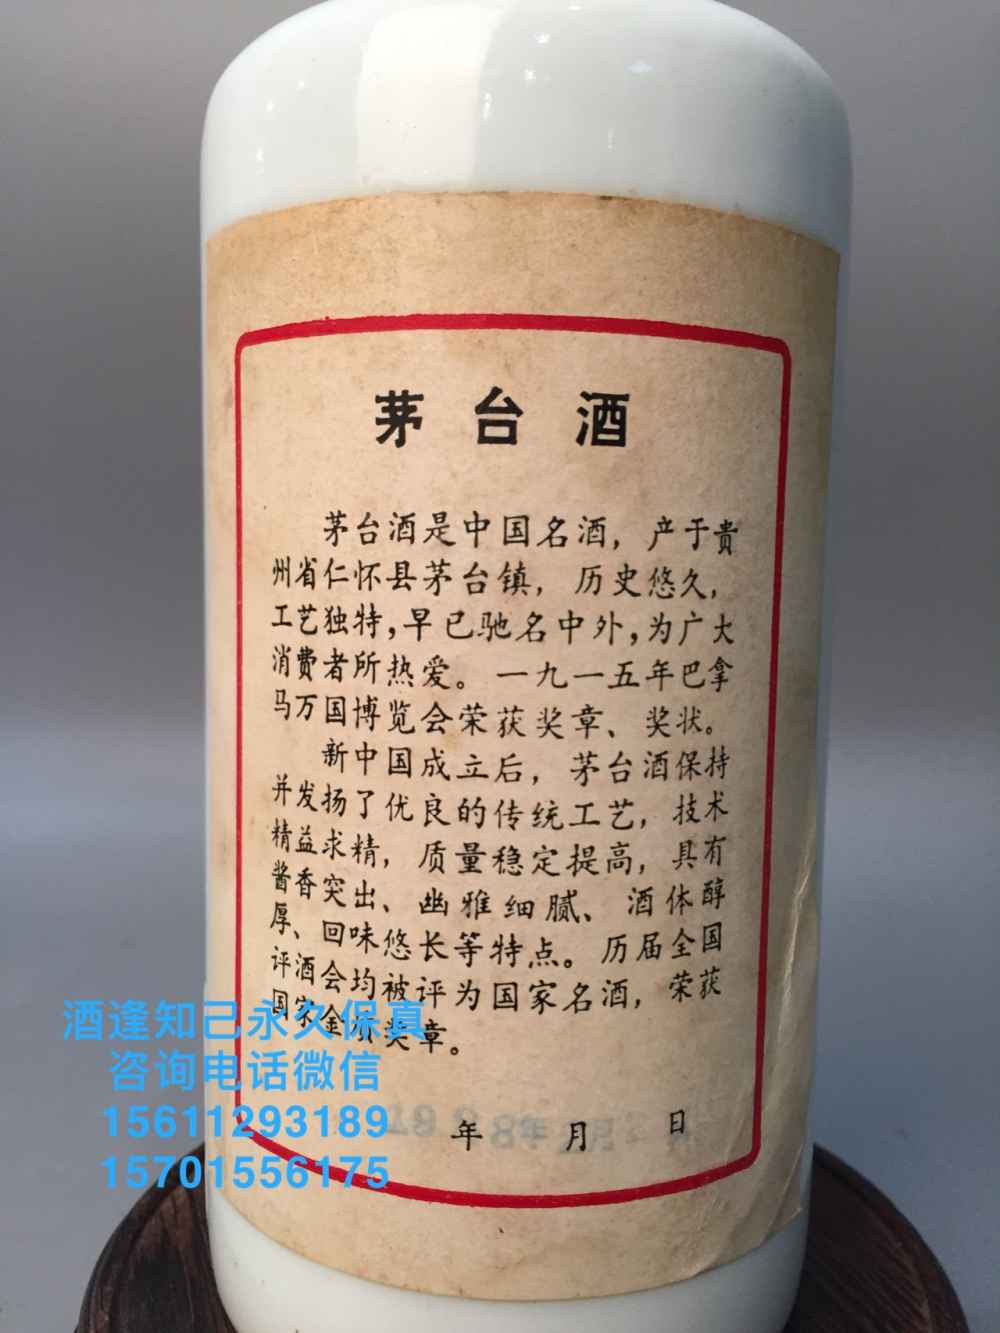 茅台酒
茅台酒是中国名酒，产于贵
州省仁怀县茅台镇，历史悠久，
工艺独特，早已驰名中外，为广大
消费者所热爱。一九一五年巴拿
马万国博览会荣获奖章、奖状。
新中国成立后，茅台酒保持
并发扬了优良的传统工艺，技术
精益求精，质量稳定提高，具有
酱香突出、幽雅细腻、酒体醇
厚、回味悠长等特点。历届全国
评酒会均被评为国家名酒，荣获
国家金质奖章。
年 月 日
酒逢知己永久保真
咨询电话微信
15611293189
15701556175